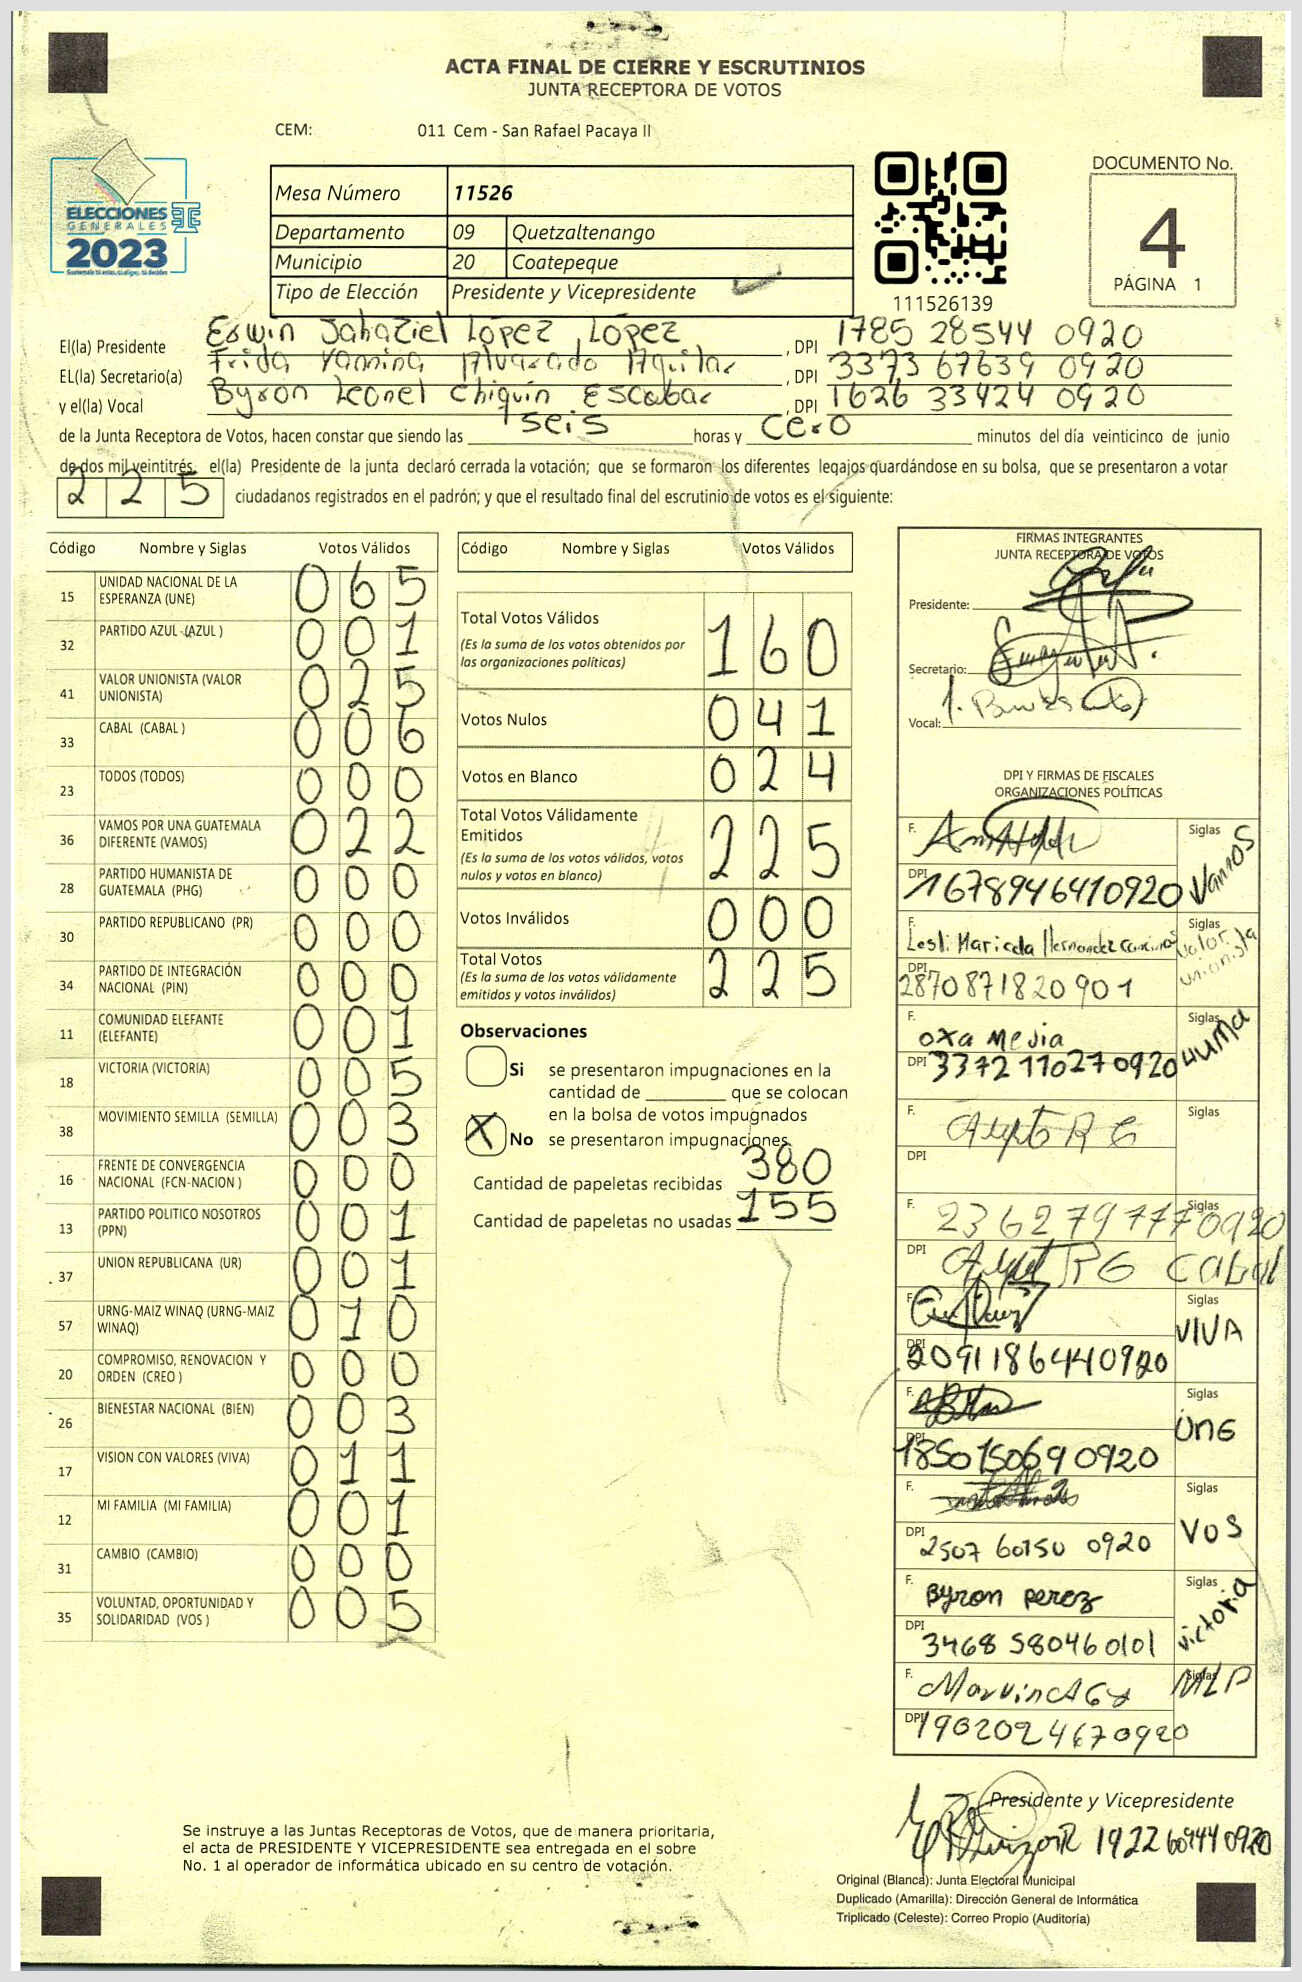 ACTA FINAL DE CIERRE Y ESCRUTINIOS
JUNTA RECEPTORA DE VOTOS
CEM: 011 Cem - San Rafael Pacaya II
ELECCIONES
GENERALES
2023
Mesa Número 11526
Departamento 09 Quetzaltenango
Municipio 20 Coatepeque
Tipo de Elección Presidente y Vicepresidente
111526139
DOCUMENTO No.
4
PÁGINA 1
El(la) Presidente Eswin Jahaziel López López, DPI 1785 28544 0920
EL(la) Secretario(a) Frida Yannina Alvarado Aguilar, DPI 3373 67639 0920
y el(la) Vocal Byron Leonel Chiquín Escobar, DPI 1626 33424 0920
de la Junta Receptora de Votos, hacen constar que siendo las seis horas y cero minutos del día veinticinco de junio
de dos mil veintitrés, el(la) Presidente de la junta declaró cerrada la votación; que se formaron los diferentes legajos guardándose en su bolsa, que se presentaron a votar
225 ciudadanos registrados en el padrón; y que el resultado final del escrutinio de votos es el siguiente:
Código Nombre y Siglas Votos Válidos
15 UNIDAD NACIONAL DE LA ESPERANZA (UNE) 065
32 PARTIDO AZUL (AZUL ) 001
41 VALOR UNIONISTA (VALOR UNIONISTA) 025
33 CABAL (CABAL ) 006
23 TODOS (TODOS) 000
36 VAMOS POR UNA GUATEMALA DIFERENTE (VAMOS) 022
28 PARTIDO HUMANISTA DE GUATEMALA (PHG) 000
30 PARTIDO REPUBLICANO (PR) 000
34 PARTIDO DE INTEGRACIÓN NACIONAL (PIN) 000
11 COMUNIDAD ELEFANTE (ELEFANTE) 001
18 VICTORIA (VICTORIA) 005
38 MOVIMIENTO SEMILLA (SEMILLA) 003
16 FRENTE DE CONVERGENCIA NACIONAL (FCN-NACION ) 000
13 PARTIDO POLITICO NOSOTROS (PPN) 001
37 UNION REPUBLICANA (UR) 001
57 URNG-MAIZ WINAQ (URNG-MAIZ WINAQ) 010
20 COMPROMISO, RENOVACION Y ORDEN (CREO ) 000
26 BIENESTAR NACIONAL (BIEN) 003
17 VISION CON VALORES (VIVA) 011
12 MI FAMILIA (MI FAMILIA) 001
31 CAMBIO (CAMBIO) 000
35 VOLUNTAD, OPORTUNIDAD Y SOLIDARIDAD (VOS ) 005
Código Nombre y Siglas Votos Válidos
Total Votos Válidos 160
(Es la suma de los votos obtenidos por
las organizaciones políticas)
Votos Nulos 041
Votos en Blanco 024
Total Votos Válidamente
Emitidos 225
(Es la suma de los votos válidos, votos
nulos y votos en blanco)
Votos Inválidos 000
Total Votos 225
(Es la suma de los votos válidamente
emitidos y votos inválidos)
Observaciones
Si se presentaron impugnaciones en la
cantidad de ________ que se colocan
en la bolsa de votos impugnados
X No se presentaron impugnaciones
Cantidad de papeletas recibidas 380
Cantidad de papeletas no usadas 155
FIRMAS INTEGRANTES
JUNTA RECEPTORA DE VOTOS
Presidente:
Secretario:
Vocal:
DPI Y FIRMAS DE FISCALES
ORGANIZACIONES POLÍTICAS
F. Siglas Vamos
DPI 1678946410920
F. Lesli Maricela Hernandez Siglas Valor unionista
DPI 2870871820901
F. oxa mejia Siglas
DPI 3372110270920
F. Siglas
DPI
F. 2362797770920 Siglas
DPI Cabal
F. Siglas VIVA
DPI 2091186440920
F. Siglas UNE
DPI 1850150690920
F. Siglas VOS
DPI 2507 60150 0920
F. Byron perez Siglas victoria
DPI 3468 58046 0101
F. Siglas MLP
DPI 1902024670920
Presidente y Vicepresidente
1922 60944 0920
Se instruye a las Juntas Receptoras de Votos, que de manera prioritaria,
el acta de PRESIDENTE Y VICEPRESIDENTE sea entregada en el sobre
No. 1 al operador de informática ubicado en su centro de votación.
Original (Blanca): Junta Electoral Municipal
Duplicado (Amarilla): Dirección General de Informática
Triplicado (Celeste): Correo Propio (Auditoría)